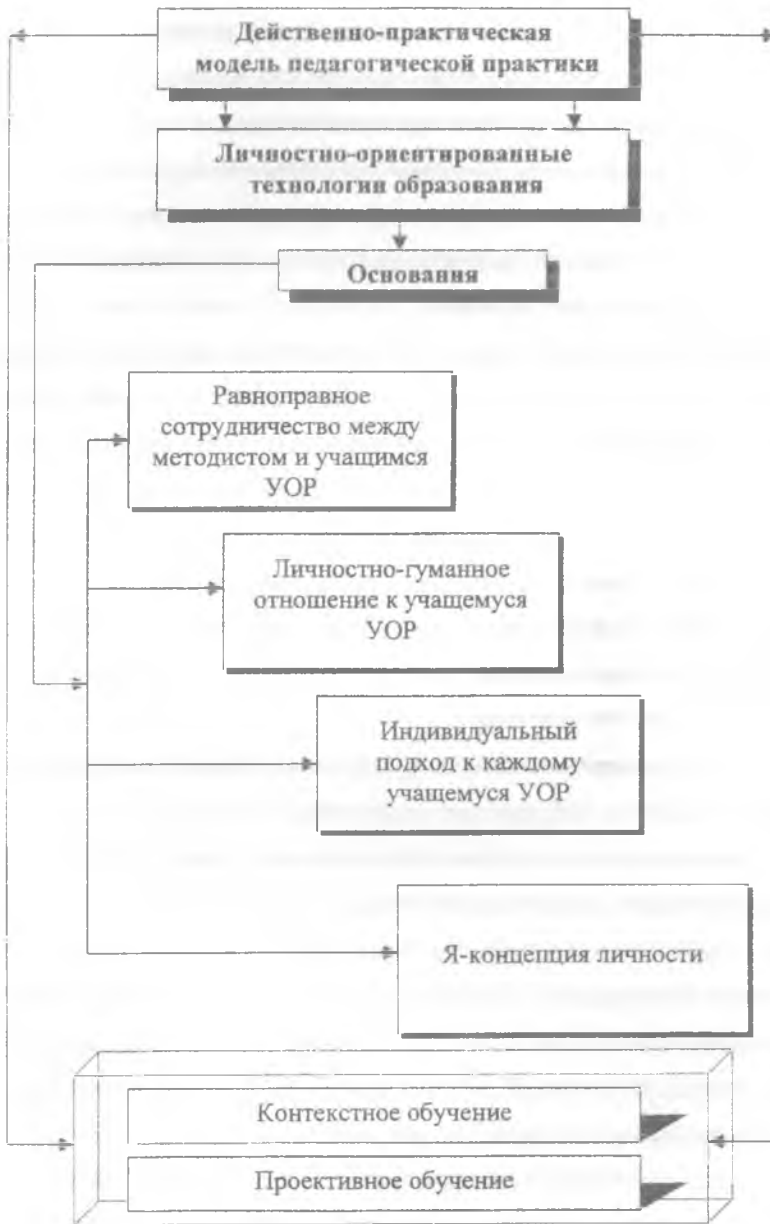 Действенно-практическая
модель педагогической практики
Личностно-ориентированные
технологии образования
Основания
Равноправное
сотрудничество между
методистом и учащимся
УОР
Личностно-гуманное
отношение к учащемуся
УОР
Индивидуальный
подход к каждому
учащемуся УОР
Я-концепция личности
Контекстное обучение
Проективное обучение